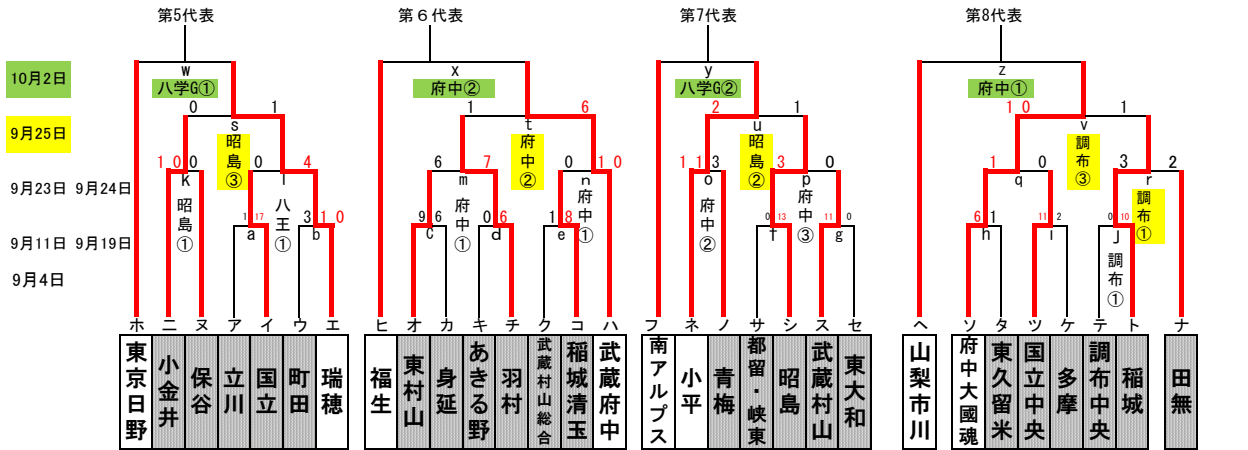 第5代表 第６代表 第7代表 第8代表
10月2日 w x y z
八学G① 府中② 八学G② 府中①
0 1 1 6 2 1 10 1
9月25日 s t u v
昭島③ 府中② 昭島② 調布③
10 0 0 4 6 7 0 10 11 3 3 0 1 0 3 2
9月23日 9月24日 k l m n o p q r
昭島① 八王① 府中① 府中① 府中② 府中③ 調布①
1 17 3 10 9 6 0 6 1 8 0 13 11 0 6 1 11 2 0 10
9月11日 9月19日 a b c d e f g h i J
調布①
9月4日
ホ ニ ヌ ア イ ウ エ ヒ オ カ キ チ ク コ ハ フ ネ ノ サ シ ス セ ヘ ソ タ ツ ケ テ ト ナ
東京日野 小金井 保谷 立川 国立 町田 瑞穂 福生 東村山 身延 あきる野 羽村 武蔵村山総合 稲城清玉 武蔵府中 南アルプス 小平 青梅 都留・峡東 昭島 武蔵村山 東大和 山梨市川 府中大國魂 東久留米 国立中央 多摩 調布中央 稲城 田無